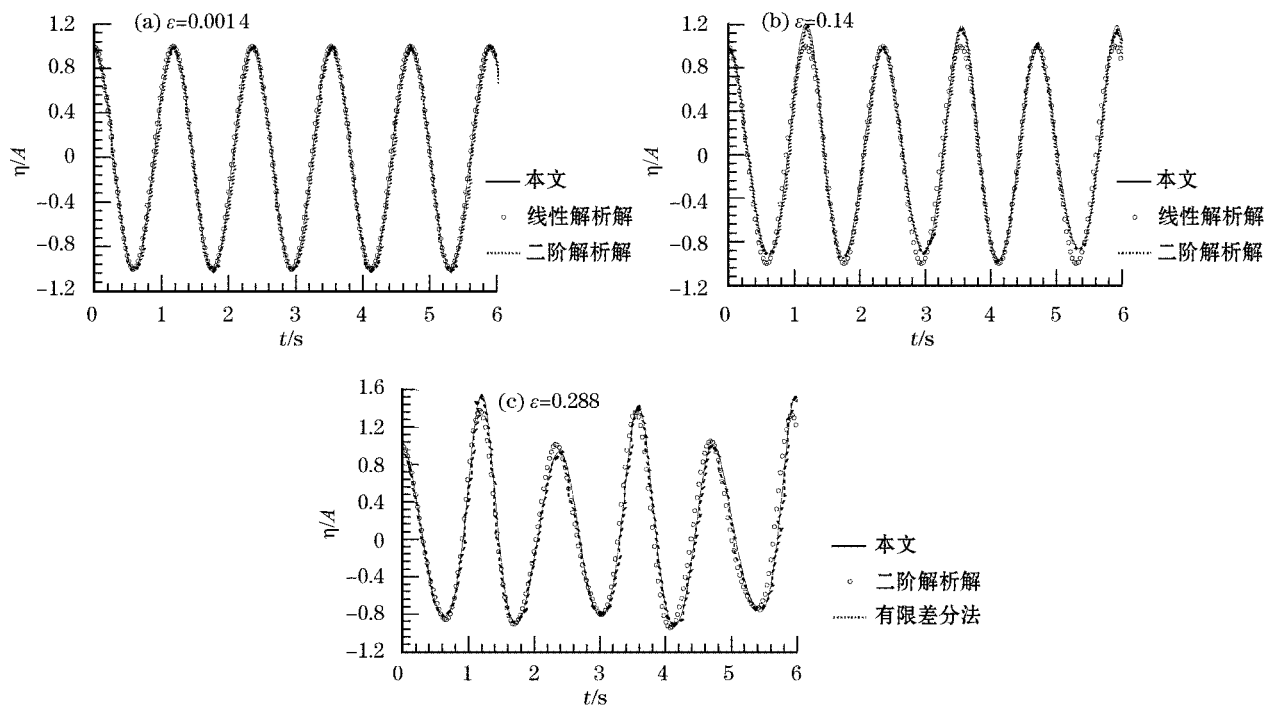 (a) ε=0.0014
1.2
0.8
0.4
0
−0.4
−0.8
−1.2
η/A
0 1 2 3 4 5 6
t/s
本文
线性解析解
二阶解析解
(b) ε=0.14
1.2
0.8
0.4
0
−0.4
−0.8
−1.2
η/A
0 1 2 3 4 5 6
t/s
本文
线性解析解
二阶解析解
(c) ε=0.288
1.6
1.2
0.8
0.4
0
−0.4
−0.8
−1.2
η/A
0 1 2 3 4 5 6
t/s
本文
二阶解析解
有限差分法